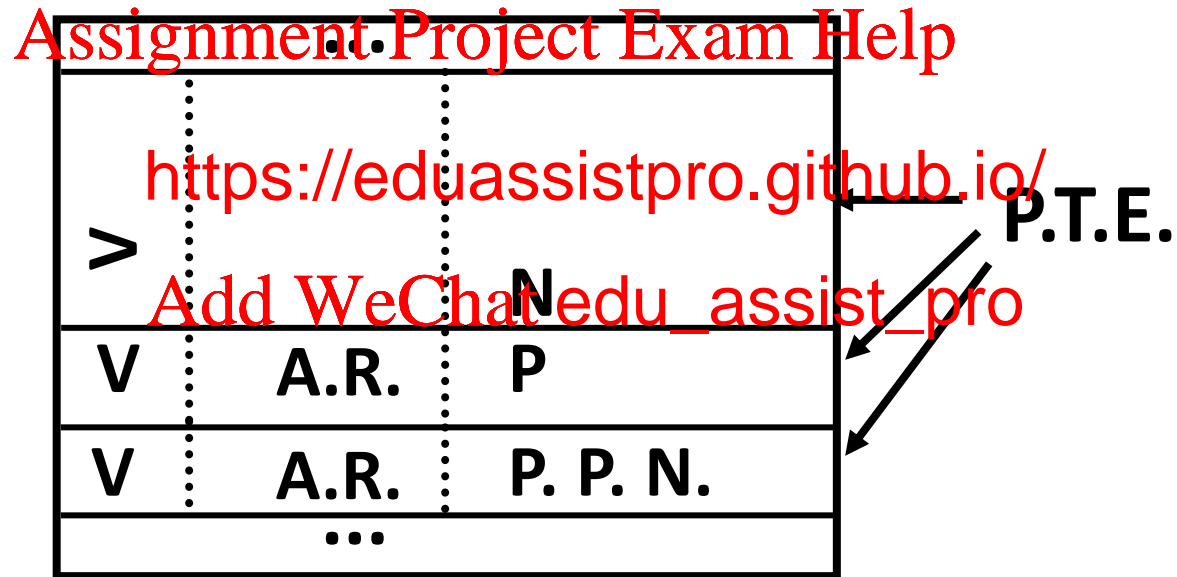 Assignment Project Exam Help
...
https://eduassistpro.github.io/
P.T.E.
>
N
Add WeChat edu_assist_pro
V A.R. P
V A.R. P. P. N.
...